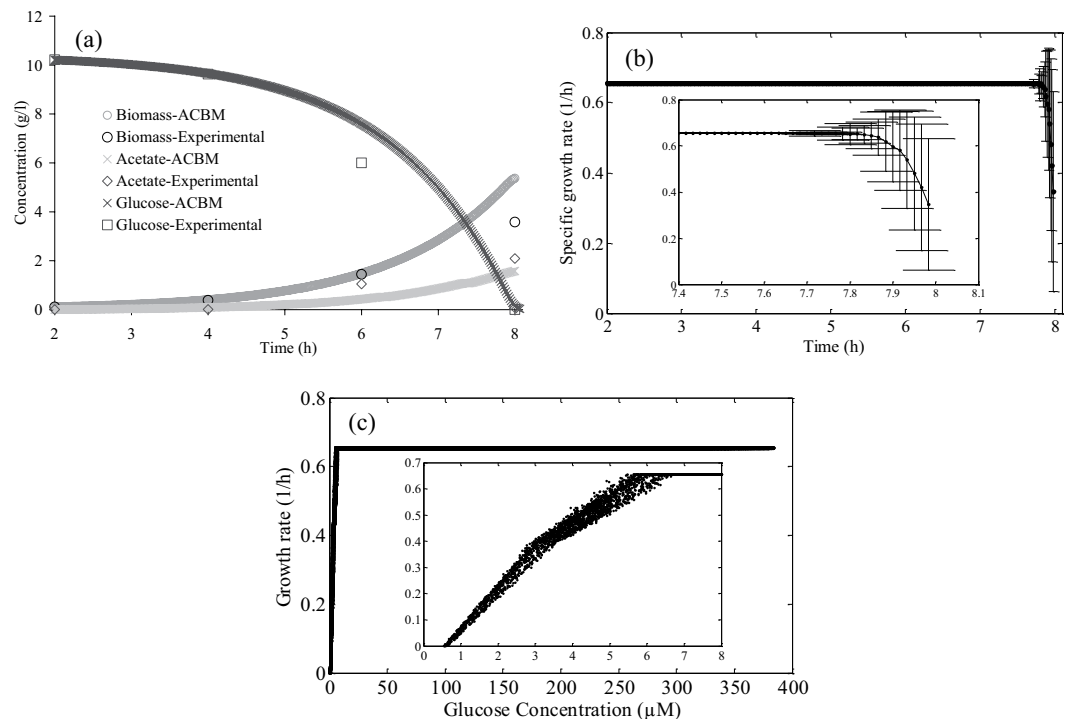 (a)
Concentration (g/l)
12
10
8
6
4
2
0
Biomass-ACBM
Biomass-Experimental
Acetate-ACBM
Acetate-Experimental
Glucose-ACBM
Glucose-Experimental
2 3 4 5 6 7 8
Time (h)
(b)
Specific growth rate (1/h)
0.8
0.6
0.4
0.2
0
0.8
0.6
0.4
0.2
0
7.4 7.5 7.6 7.7 7.8 7.9 8 8.1
2 3 4 5 6 7 8
Time (h)
(c)
Growth rate (1/h)
0.8
0.6
0.4
0.2
0
0.7
0.6
0.5
0.4
0.3
0.2
0.1
0
0 1 2 3 4 5 6 7 8
0 50 100 150 200 250 300 350 400
Glucose Concentration (µM)